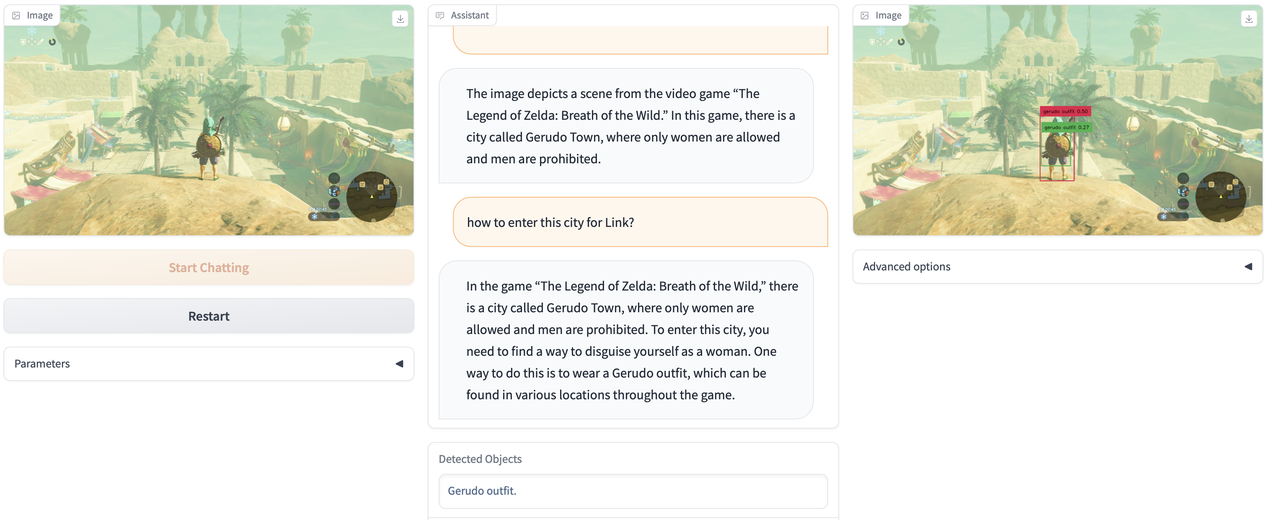 Image
Start Chatting
Restart
Parameters
Assistant
The image depicts a scene from the video game “The
Legend of Zelda: Breath of the Wild.” In this game, there is a
city called Gerudo Town, where only women are allowed
and men are prohibited.
how to enter this city for Link?
In the game “The Legend of Zelda: Breath of the Wild,” there
is a city called Gerudo Town, where only women are
allowed and men are prohibited. To enter this city, you
need to find a way to disguise yourself as a woman. One
way to do this is to wear a Gerudo outfit, which can be
found in various locations throughout the game.
Detected Objects
Gerudo outfit.
Image
gerudo outfit 0.50
gerudo outfit 0.27
Advanced options